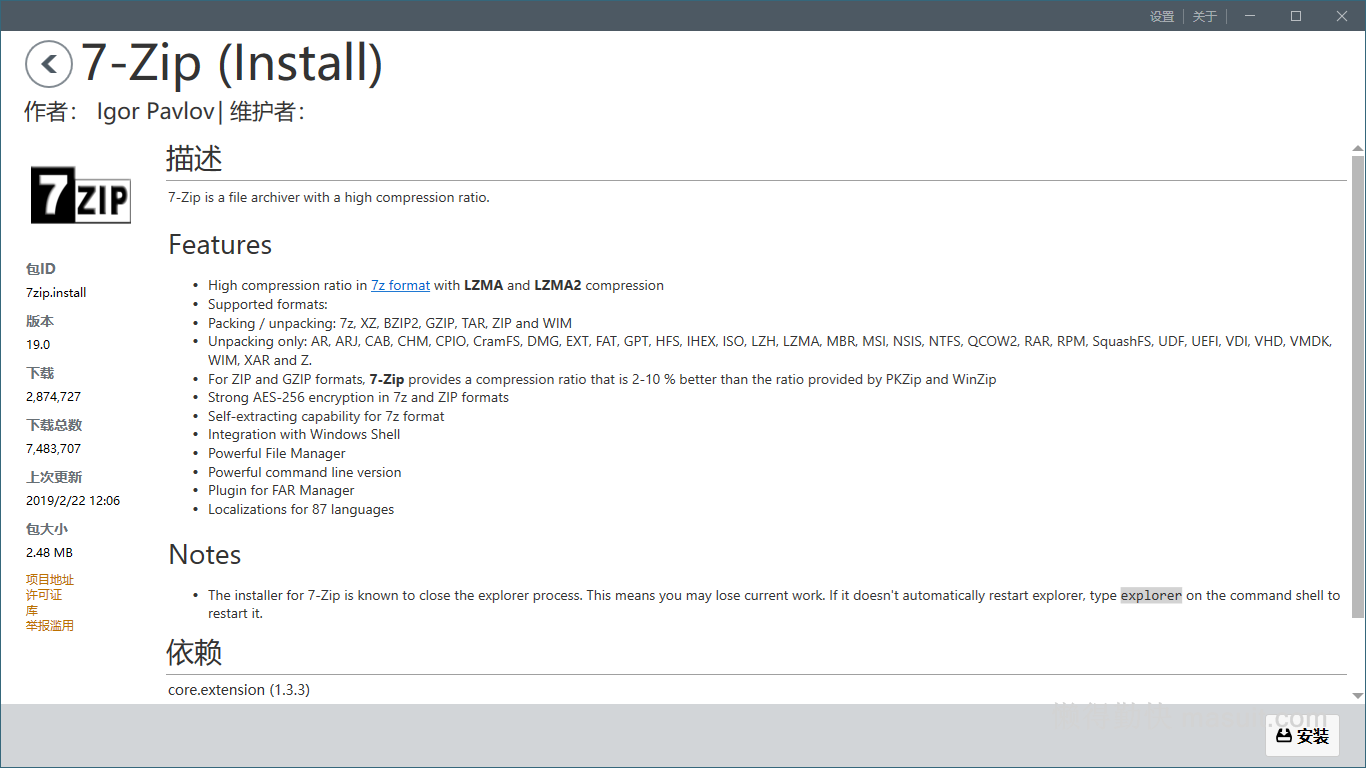 设置 关于
7-Zip (Install)
作者： Igor Pavlov| 维护者：
7 ZIP
包ID
7zip.install
版本
19.0
下载
2,874,727
下载总数
7,483,707
上次更新
2019/2/22 12:06
包大小
2.48 MB
项目地址
许可证
库
举报滥用
描述
7-Zip is a file archiver with a high compression ratio.
Features
• High compression ratio in 7z format with LZMA and LZMA2 compression
• Supported formats:
• Packing / unpacking: 7z, XZ, BZIP2, GZIP, TAR, ZIP and WIM
• Unpacking only: AR, ARJ, CAB, CHM, CPIO, CramFS, DMG, EXT, FAT, GPT, HFS, IHEX, ISO, LZH, LZMA, MBR, MSI, NSIS, NTFS, QCOW2, RAR, RPM, SquashFS, UDF, UEFI, VDI, VHD, VMDK,
WIM, XAR and Z.
• For ZIP and GZIP formats, 7-Zip provides a compression ratio that is 2-10 % better than the ratio provided by PKZip and WinZip
• Strong AES-256 encryption in 7z and ZIP formats
• Self-extracting capability for 7z format
• Integration with Windows Shell
• Powerful File Manager
• Powerful command line version
• Plugin for FAR Manager
• Localizations for 87 languages
Notes
• The installer for 7-Zip is known to close the explorer process. This means you may lose current work. If it doesn't automatically restart explorer, type explorer on the command shell to
restart it.
依赖
core.extension (1.3.3)
.com
安装